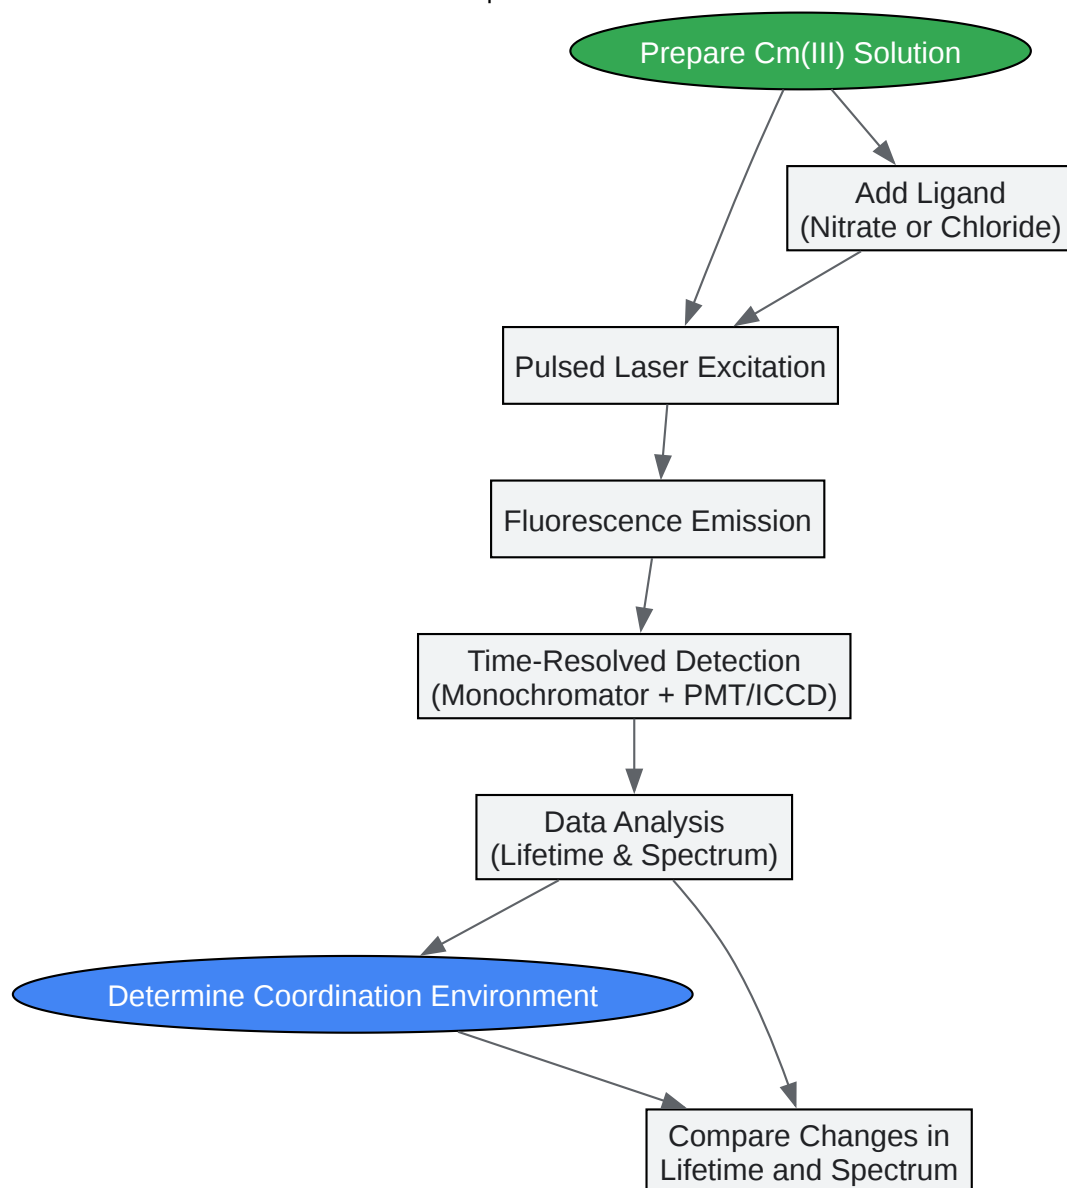 Prepare Cm(III) Solution
Add Ligand
(Nitrate or Chloride)
Pulsed Laser Excitation
Fluorescence Emission
Time-Resolved Detection
(Monochromator + PMT/ICCD)
Data Analysis
(Lifetime & Spectrum)
Determine Coordination Environment
Compare Changes in
Lifetime and Spectrum